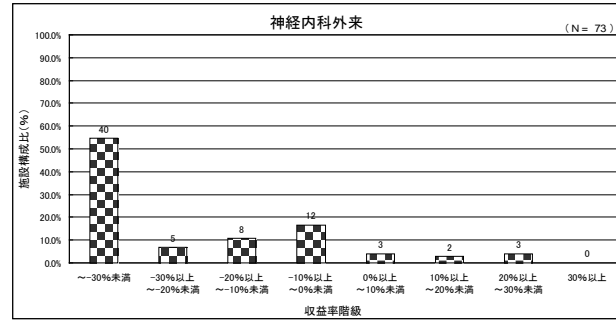 神経内科外来
(N= 73)
施設構成比(%)
100.0%
90.0%
80.0%
70.0%
60.0%
50.0%
40.0%
30.0%
20.0%
10.0%
0.0%
40
5
8
12
3
2
3
0
～-30%未満
-30%以上
～-20%未満
-20%以上
～-10%未満
-10%以上
～0%未満
0%以上
～10%未満
10%以上
～20%未満
20%以上
～30%未満
30%以上
収益率階級